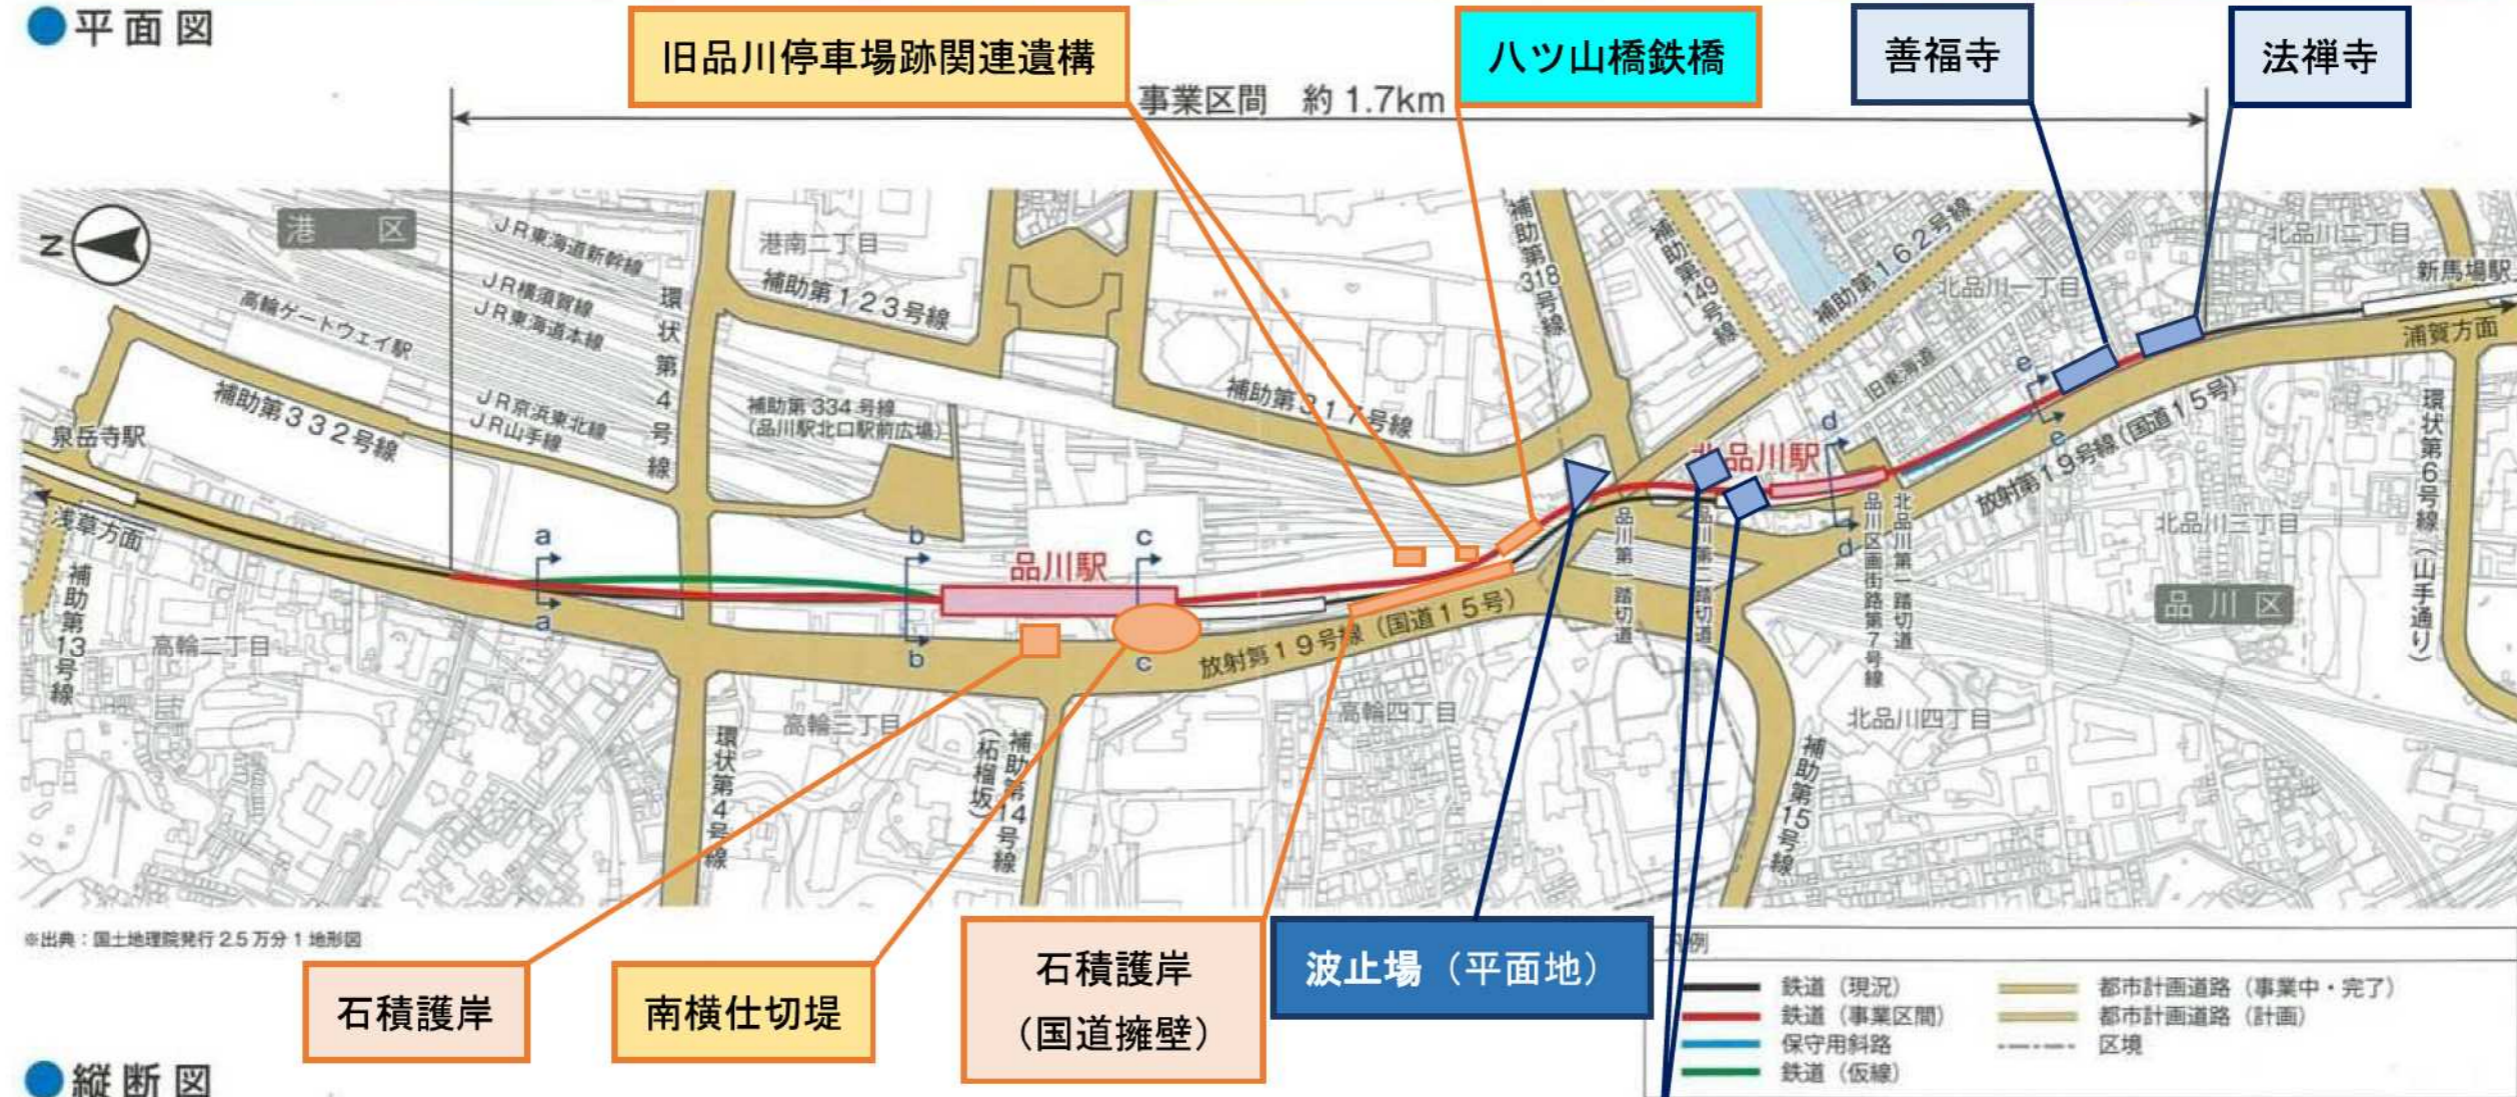 ●平面図
旧品川停車場跡関連遺構
八ツ山橋鉄橋
善福寺
法禅寺
事業区間　約1.7km
N
港　区
JR東海道新幹線
JR横須賀線
JR東海道本線
高輪ゲートウェイ駅
JR京浜東北線
JR山手線
環状第4号線
港南二丁目
補助第123号線
補助第334号線
(品川駅北口駅前広場)
補助第317号線
補助第318号線
補助第149号線
補助第162号線
北品川一丁目
旧東海道
北品川二丁目
新馬場駅
浦賀方面
泉岳寺駅
補助第332号線
浅草方面
補助第13号線
高輪二丁目
a
a
b
b
品川駅
c
c
放射第19号線(国道15号)
高輪三丁目
環状第4号線
補助第14号線
(柘榴坂)
高輪四丁目
北品川駅
品川第一踏切道
品川第二踏切道
d
d
北品川第一踏切道
品川区画街路第7号線
e
e
放射第19号線(国道15号)
北品川三丁目
環状第6号線(山手通り)
品川区
北品川四丁目
補助第15号線
※出典：国土地理院発行2.5万分1地形図
石積護岸
南横仕切堤
石積護岸
（国道擁壁）
波止場（平面地）
凡例
鉄道（現況）
鉄道（事業区間）
保守用斜路
鉄道（仮線）
都市計画道路（事業中・完了）
都市計画道路（計画）
区境
●縦断図